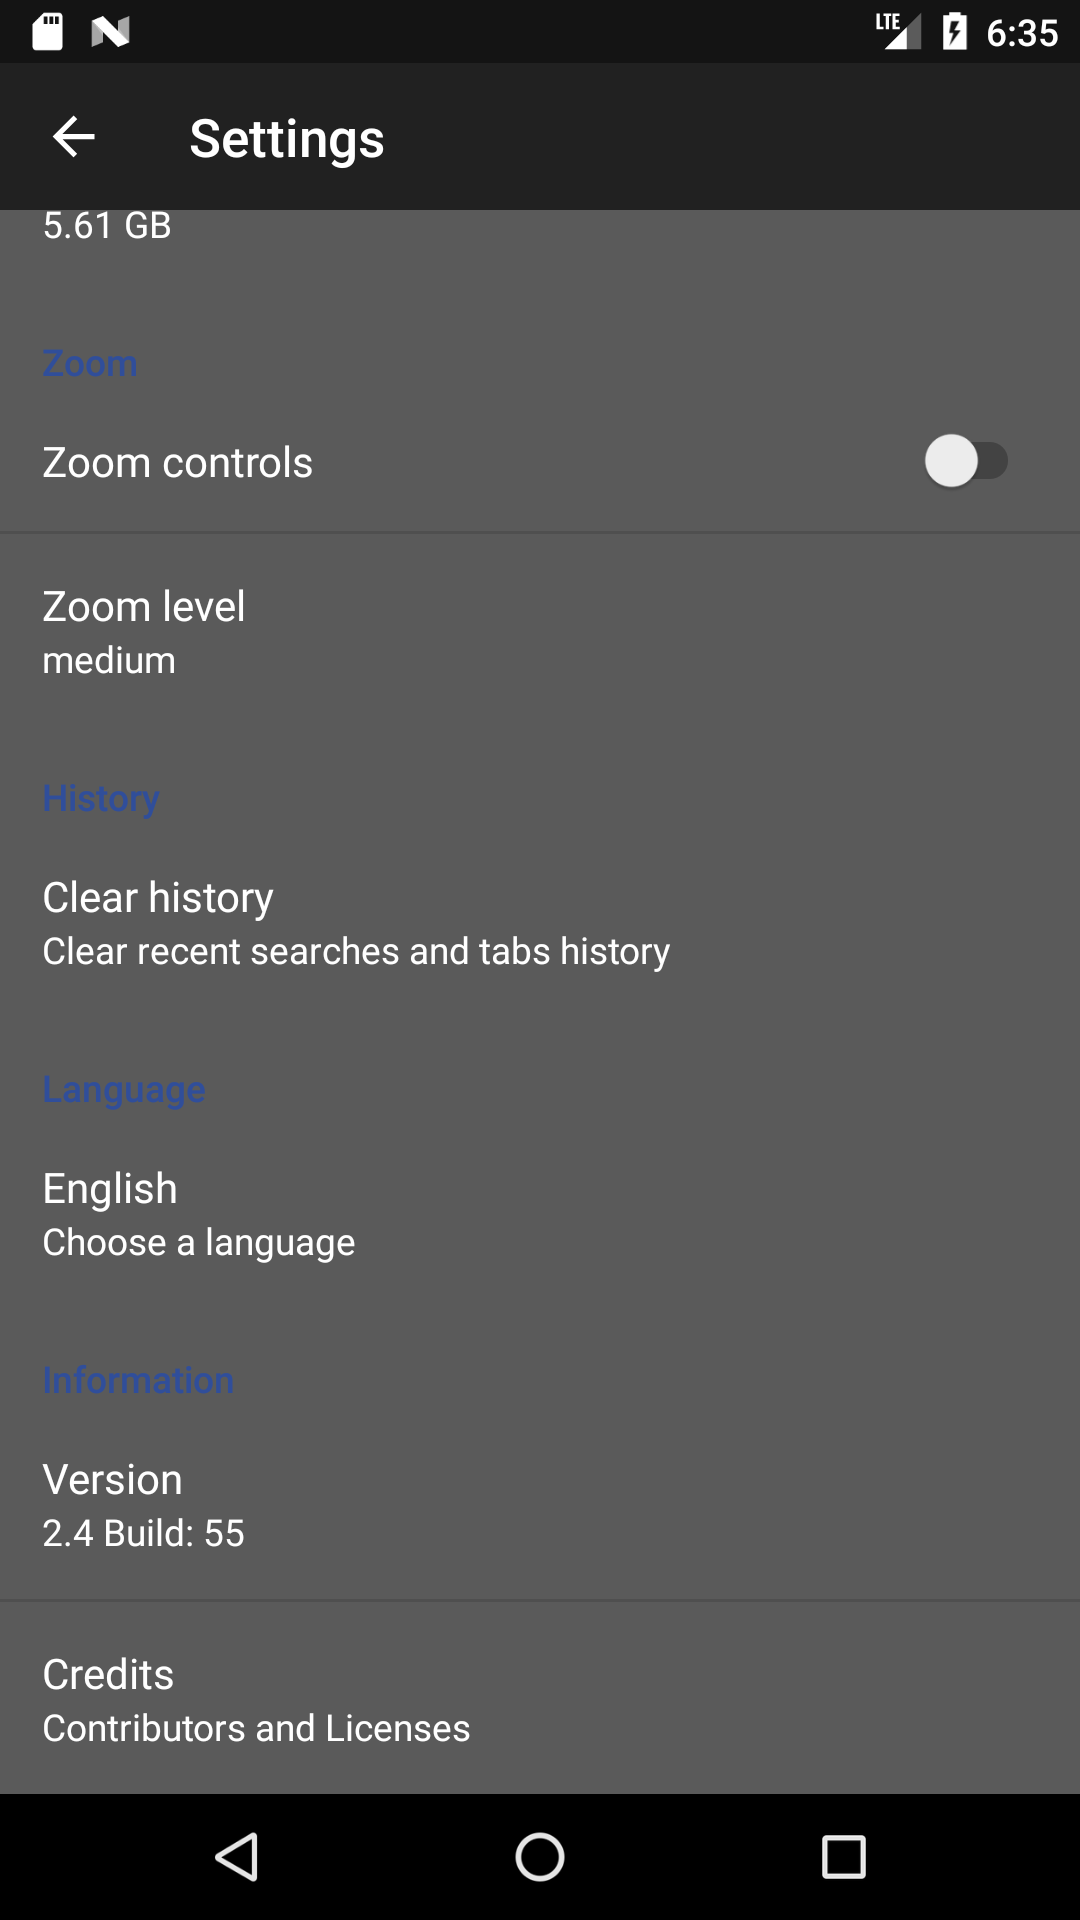 LTE 6:35
Settings
5.61 GB
Zoom
Zoom controls
Zoom level
medium
History
Clear history
Clear recent searches and tabs history
Language
English
Choose a language
Information
Version
2.4 Build: 55
Credits
Contributors and Licenses